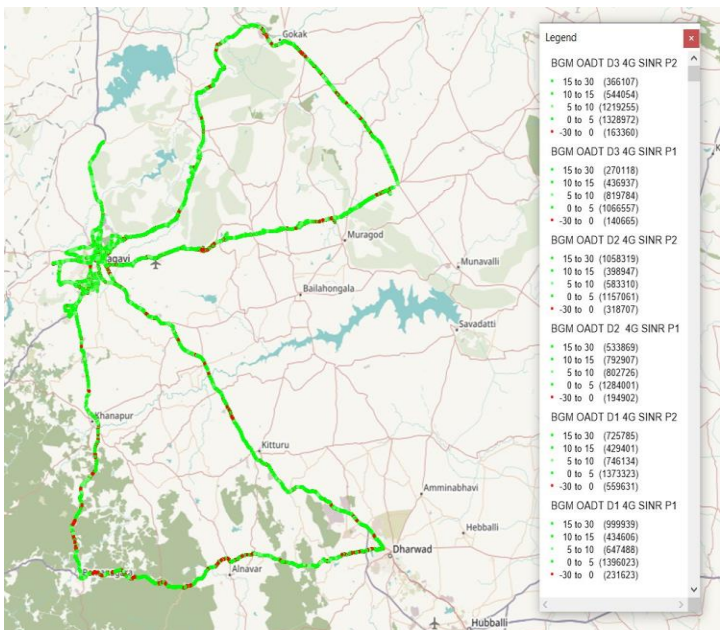 Gokak
Legend
x
BGM OADT D3 4G SINR P2
15 to 30 (366107)
10 to 15 (544054)
5 to 10 (1219255)
0 to 5 (1328972)
-30 to 0 (163360)
BGM OADT D3 4G SINR P1
15 to 30 (270118)
10 to 15 (436937)
5 to 10 (819784)
0 to 5 (1066557)
-30 to 0 (140665)
BGM OADT D2 4G SINR P2
15 to 30 (1058319)
10 to 15 (398947)
5 to 10 (583310)
0 to 5 (1157061)
-30 to 0 (318707)
BGM OADT D2 4G SINR P1
15 to 30 (533869)
10 to 15 (792907)
5 to 10 (802726)
0 to 5 (1284001)
-30 to 0 (194902)
BGM OADT D1 4G SINR P2
15 to 30 (725785)
10 to 15 (429401)
5 to 10 (746134)
0 to 5 (1373323)
-30 to 0 (559631)
BGM OADT D1 4G SINR P1
15 to 30 (999939)
10 to 15 (434606)
5 to 10 (647488)
0 to 5 (1396023)
-30 to 0 (231623)
Muragod
agavi
Munavalli
Bailahongala
Savadatti
Khanapur
Kitturu
Amminabhavi
Hebballi
Dharwad
Alnavar
Hubballi
K